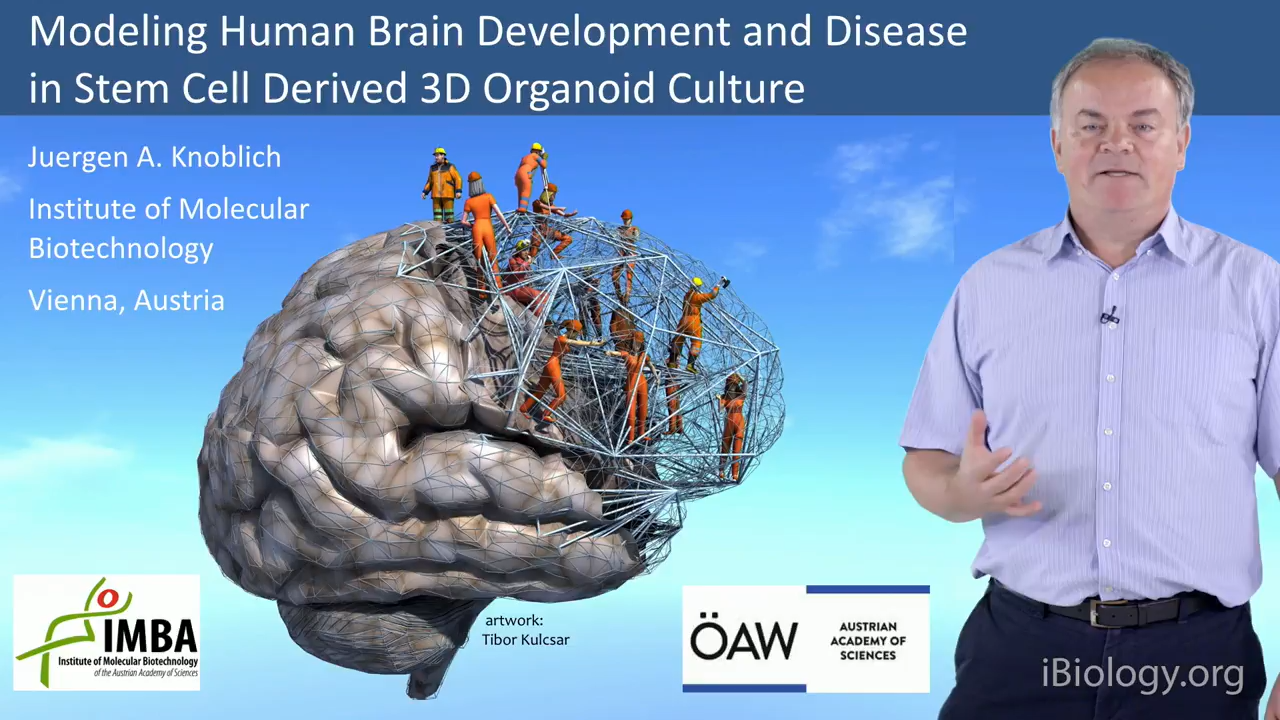 Modeling Human Brain Development and Disease
in Stem Cell Derived 3D Organoid Culture
Juergen A. Knoblich
Institute of Molecular
Biotechnology
Vienna, Austria
artwork:
Tibor Kulcsar
IMBA
Institute of Molecular Biotechnology
of the Austrian Academy of Sciences
ÖAW
AUSTRIAN
ACADEMY OF
SCIENCES
iBiology.org